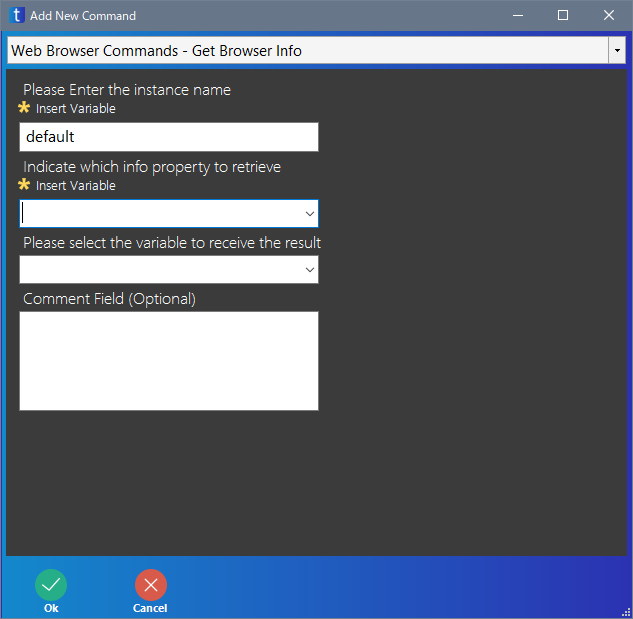 Add New Command
Web Browser Commands - Get Browser Info
Please Enter the instance name
Insert Variable
default
Indicate which info property to retrieve
Insert Variable
Please select the variable to receive the result
Comment Field (Optional)
Ok
Cancel